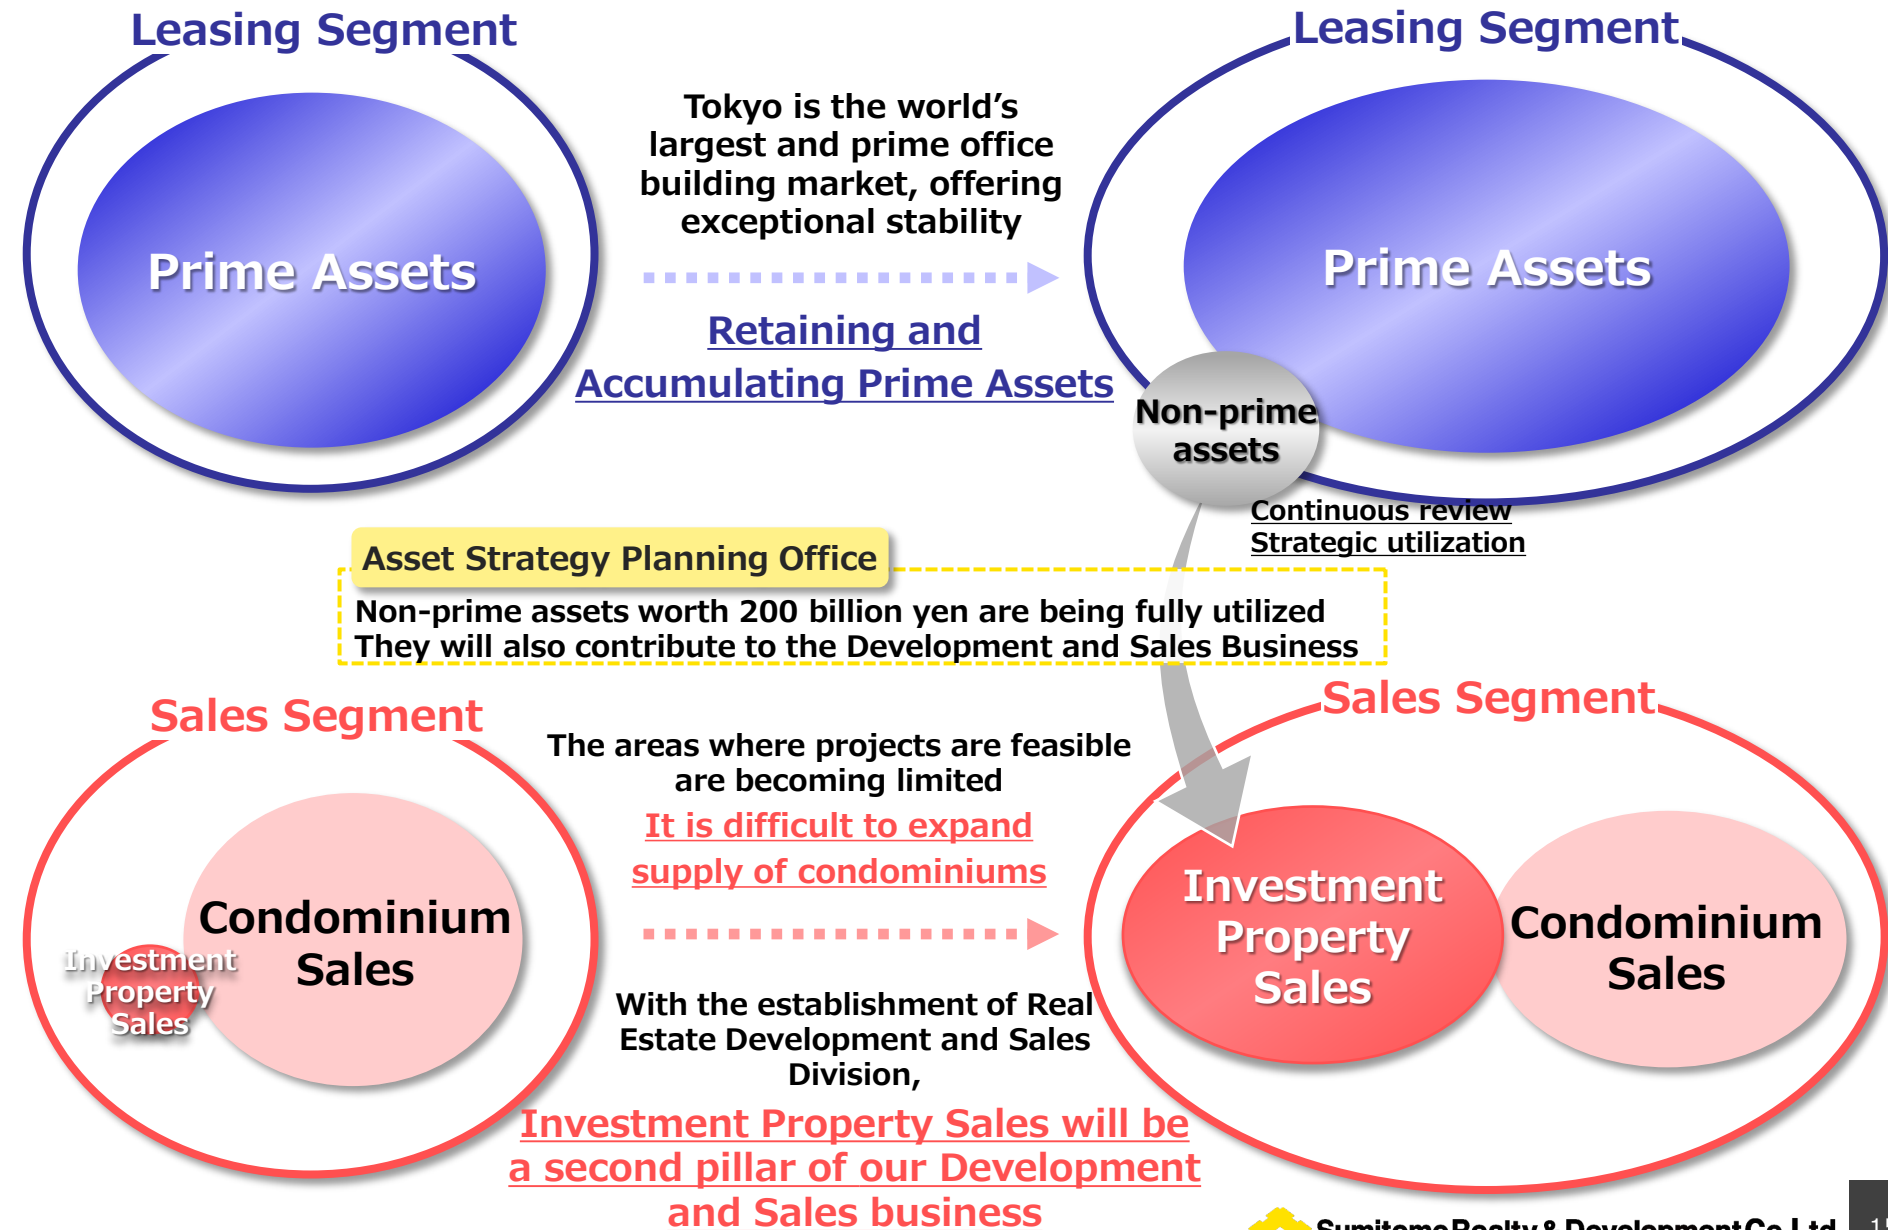 Leasing Segment
Prime Assets
Tokyo is the world's
largest and prime office
building market, offering
exceptional stability
Retaining and
Accumulating Prime Assets
Leasing Segment
Prime Assets
Non-prime
assets
Continuous review
Strategic utilization
Asset Strategy Planning Office
Non-prime assets worth 200 billion yen are being fully utilized
They will also contribute to the Development and Sales Business
Sales Segment
Condominium
Sales
Investment
Property
Sales
The areas where projects are feasible
are becoming limited
It is difficult to expand
supply of condominiums
With the establishment of Real
Estate Development and Sales
Division,
Investment Property Sales will be
a second pillar of our Development
and Sales business
Sales Segment
Investment
Property
Sales
Condominium
Sales
Sumitomo Realty & Development Co., Ltd.